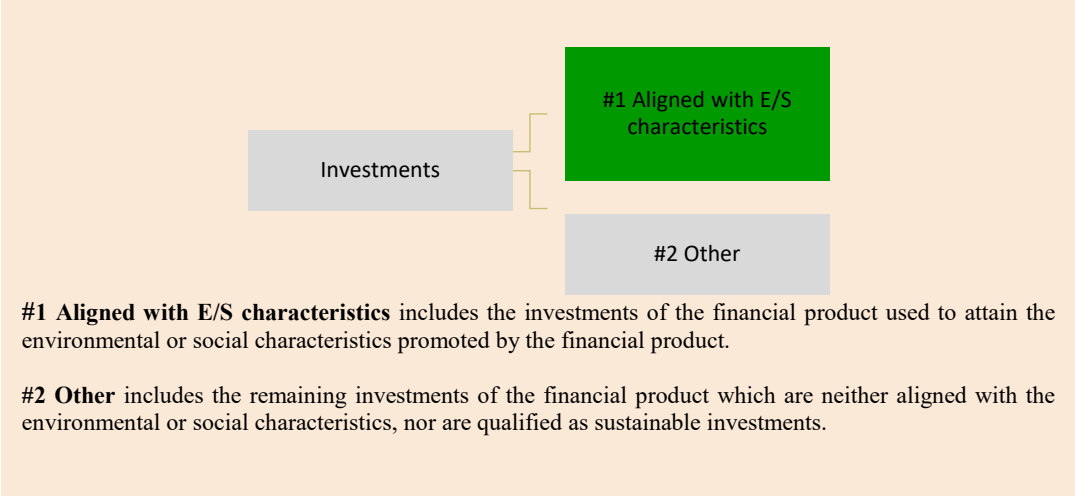 #1 Aligned with E/S
characteristics
Investments
#2 Other
#1 Aligned with E/S characteristics includes the investments of the financial product used to attain the
environmental or social characteristics promoted by the financial product.
#2 Other includes the remaining investments of the financial product which are neither aligned with the
environmental or social characteristics, nor are qualified as sustainable investments.